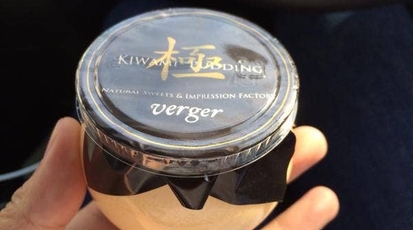 極
KIWAMI PUDDING
NATURAL SWEETS & IMPRESSION FACTORY
verger